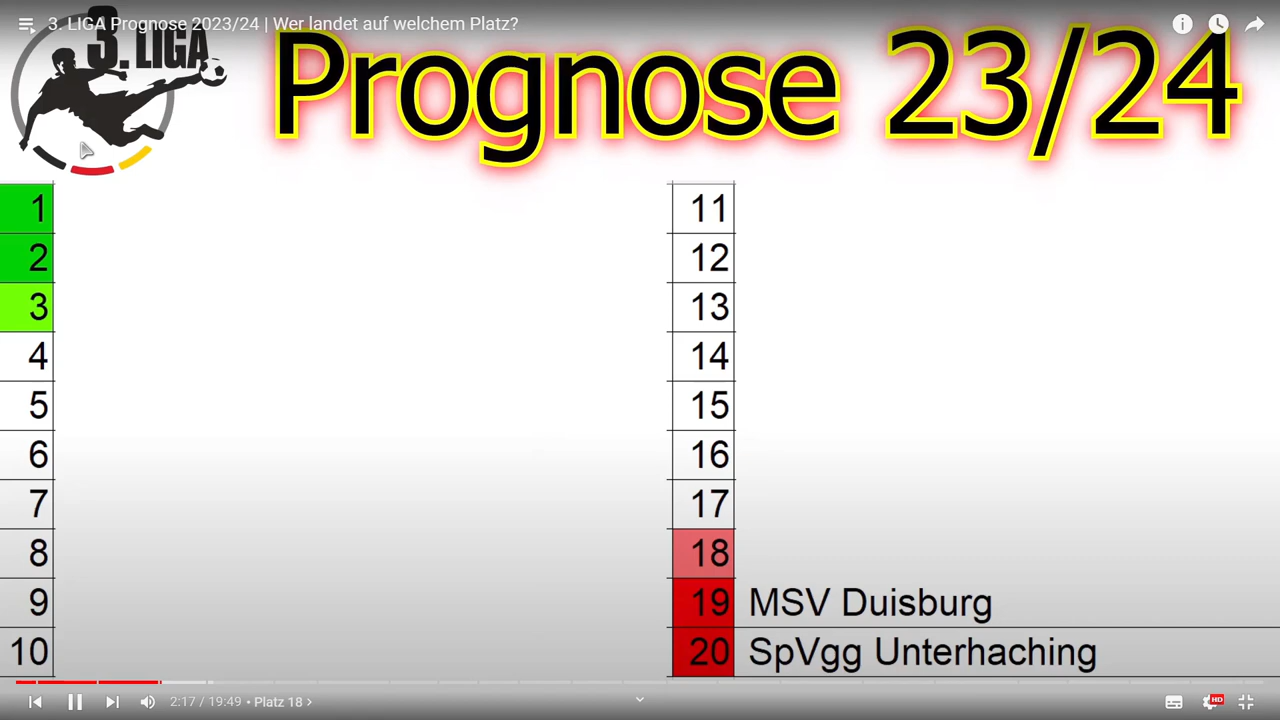 3. LIGA Prognose 2023/24 | Wer landet auf welchem Platz?
3. LIGA
Prognose 23/24
1
2
3
4
5
6
7
8
9
10
11
12
13
14
15
16
17
18
19 MSV Duisburg
20 SpVgg Unterhaching
2:17 / 19:49 • Platz 18 >
HD